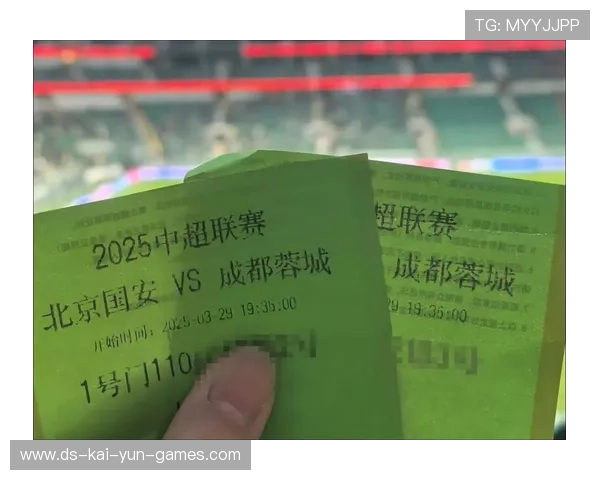 TG: MYYJJPP
2025中超联赛
北京国安 VS 成都蓉城
开始时间: 2025-03-29 19:35:00
1号门110
超联赛
成都蓉城
29 19:35:00
www.ds-kai-yun-games.com